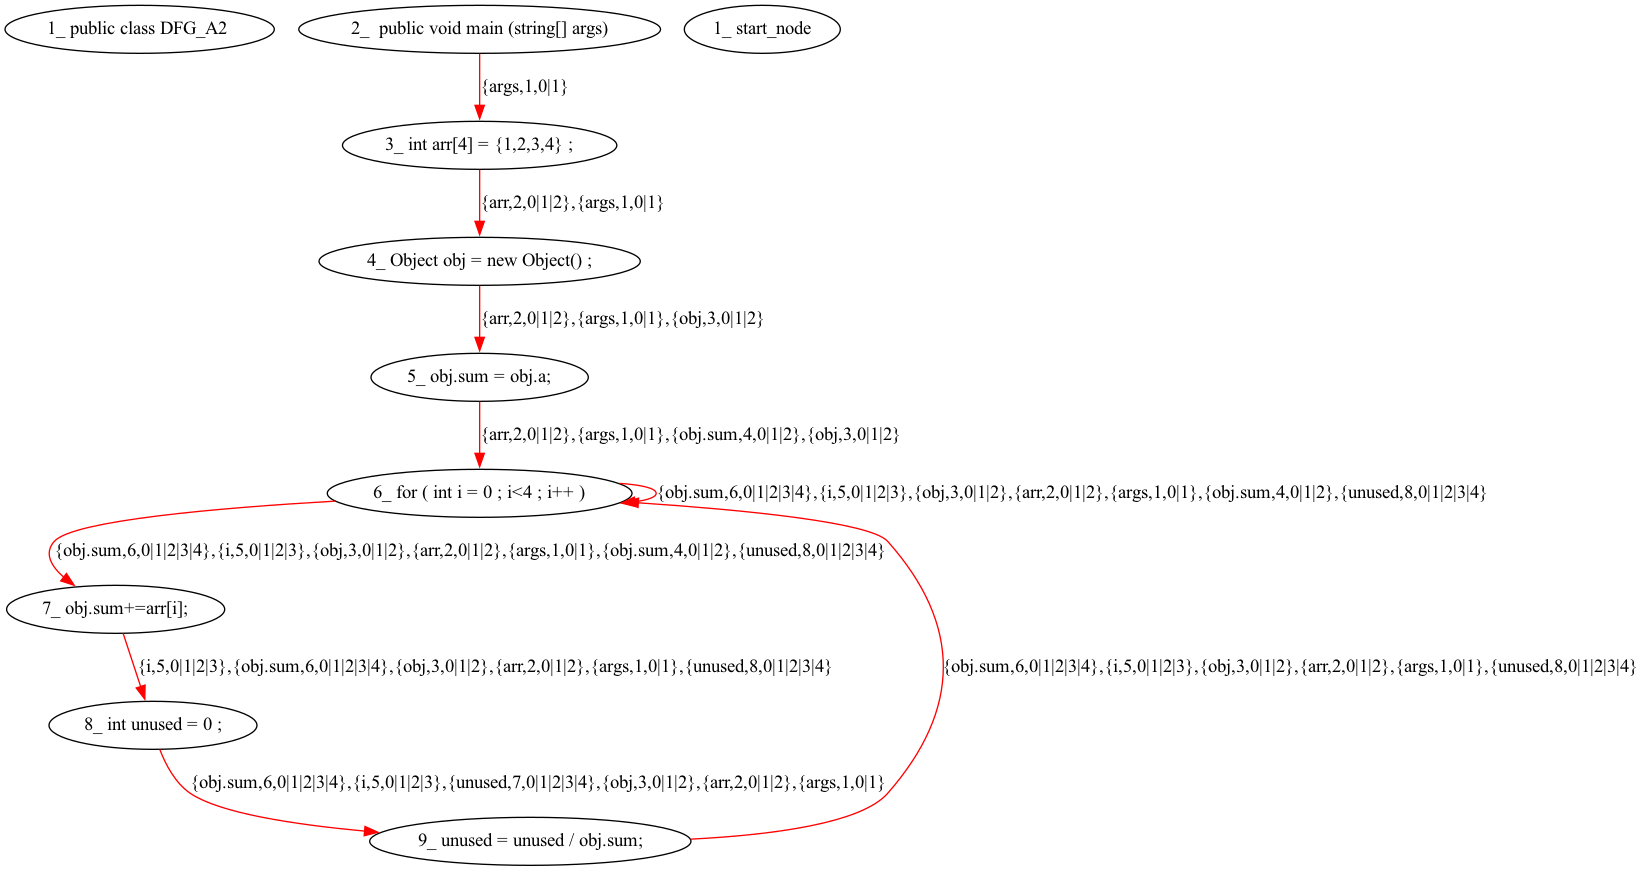 1_ public class DFG_A2
2_  public void main (string[] args)
1_ start_node
{args,1,0|1}
3_ int arr[4] = {1,2,3,4} ;
{arr,2,0|1|2},{args,1,0|1}
4_ Object obj = new Object() ;
{arr,2,0|1|2},{args,1,0|1},{obj,3,0|1|2}
5_ obj.sum = obj.a;
{arr,2,0|1|2},{args,1,0|1},{obj.sum,4,0|1|2},{obj,3,0|1|2}
6_ for ( int i = 0 ; i<4 ; i++ )
{obj.sum,6,0|1|2|3|4},{i,5,0|1|2|3},{obj,3,0|1|2},{arr,2,0|1|2},{args,1,0|1},{obj.sum,4,0|1|2},{unused,8,0|1|2|3|4}
{obj.sum,6,0|1|2|3|4},{i,5,0|1|2|3},{obj,3,0|1|2},{arr,2,0|1|2},{args,1,0|1},{obj.sum,4,0|1|2},{unused,8,0|1|2|3|4}
7_ obj.sum+=arr[i];
{i,5,0|1|2|3},{obj.sum,6,0|1|2|3|4},{obj,3,0|1|2},{arr,2,0|1|2},{args,1,0|1},{unused,8,0|1|2|3|4}
{obj.sum,6,0|1|2|3|4},{i,5,0|1|2|3},{obj,3,0|1|2},{arr,2,0|1|2},{args,1,0|1},{unused,8,0|1|2|3|4}
8_ int unused = 0 ;
{obj.sum,6,0|1|2|3|4},{i,5,0|1|2|3},{unused,7,0|1|2|3|4},{obj,3,0|1|2},{arr,2,0|1|2},{args,1,0|1}
9_ unused = unused / obj.sum;